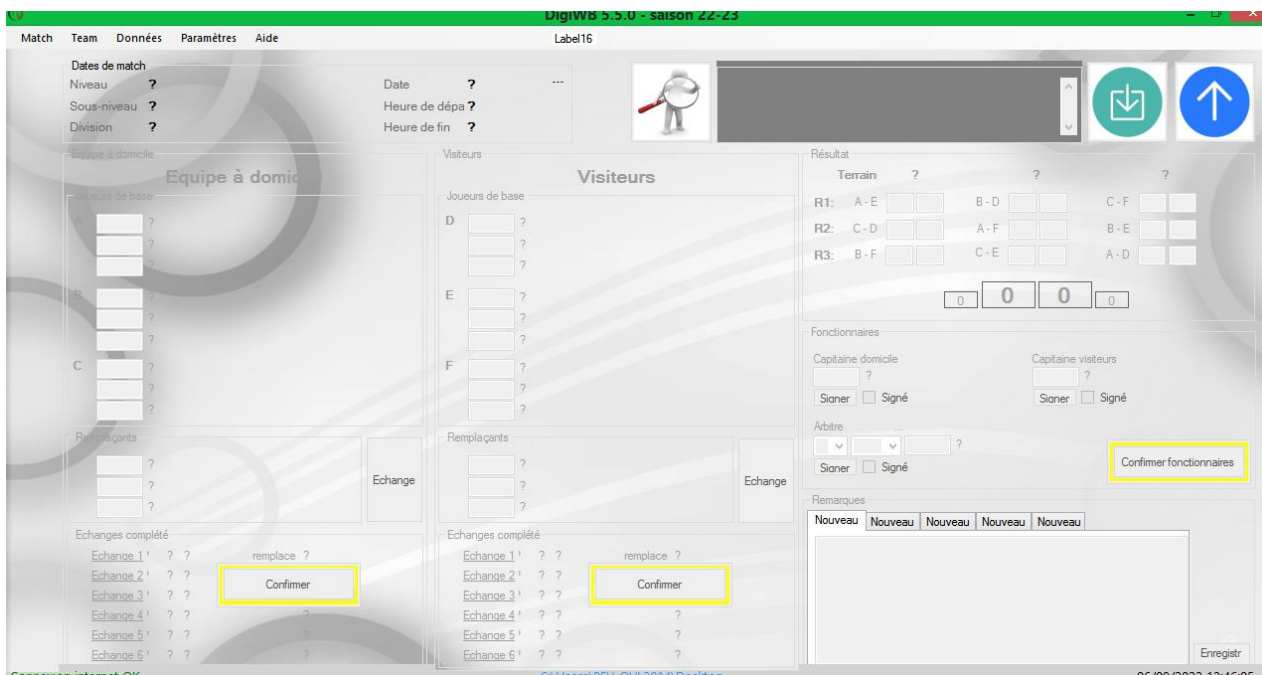 DigiWB 5.5.0 - saison 22-23
Match Team Données Paramètres Aide Label16
Dates de match
Niveau ? Date ? ---
Sous-niveau ? Heure de dépa ?
Division ? Heure de fin ?
Equipe à domicile
Equipe à domic
Joueurs de base
A ?
?
?
B ?
?
?
C ?
?
?
Remplaçants
?
?
?
Echange
Echanges complété
Echange 1 ' ? ? remplace ?
Echange 2 ' ? ?
Echange 3 ' ? ?
Confirmer
Echange 4 ' ? ? ?
Echange 5 ' ? ? ?
Echange 6 ' ? ? ?
Visiteurs
Visiteurs
Joueurs de base
D ?
?
?
E ?
?
?
F ?
?
?
Remplaçants
?
?
?
Echange
Echanges complété
Echange 1 ' ? ? remplace ?
Echange 2 ' ? ?
Echange 3 ' ? ?
Confirmer
Echange 4 ' ? ? ?
Echange 5 ' ? ? ?
Echange 6 ' ? ? ?
Résultat
Terrain ? ? ?
R1: A - E B - D C - F
R2: C - D A - F B - E
R3: B - F C - E A - D
0 0 0 0
Fonctionnaires
Capitaine domicile Capitaine visiteurs
? ?
Signer Signé Signer Signé
Arbitre ...
?
Signer Signé
Confirmer fonctionnaires
Remarques
Nouveau Nouveau Nouveau Nouveau Nouveau
Enregistr
Connexion internet OK